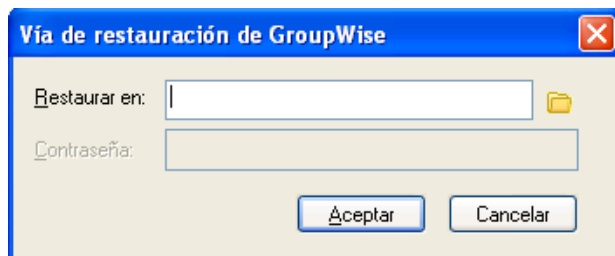 Vía de restauración de GroupWise
Restaurar en:
Contraseña:
Aceptar
Cancelar